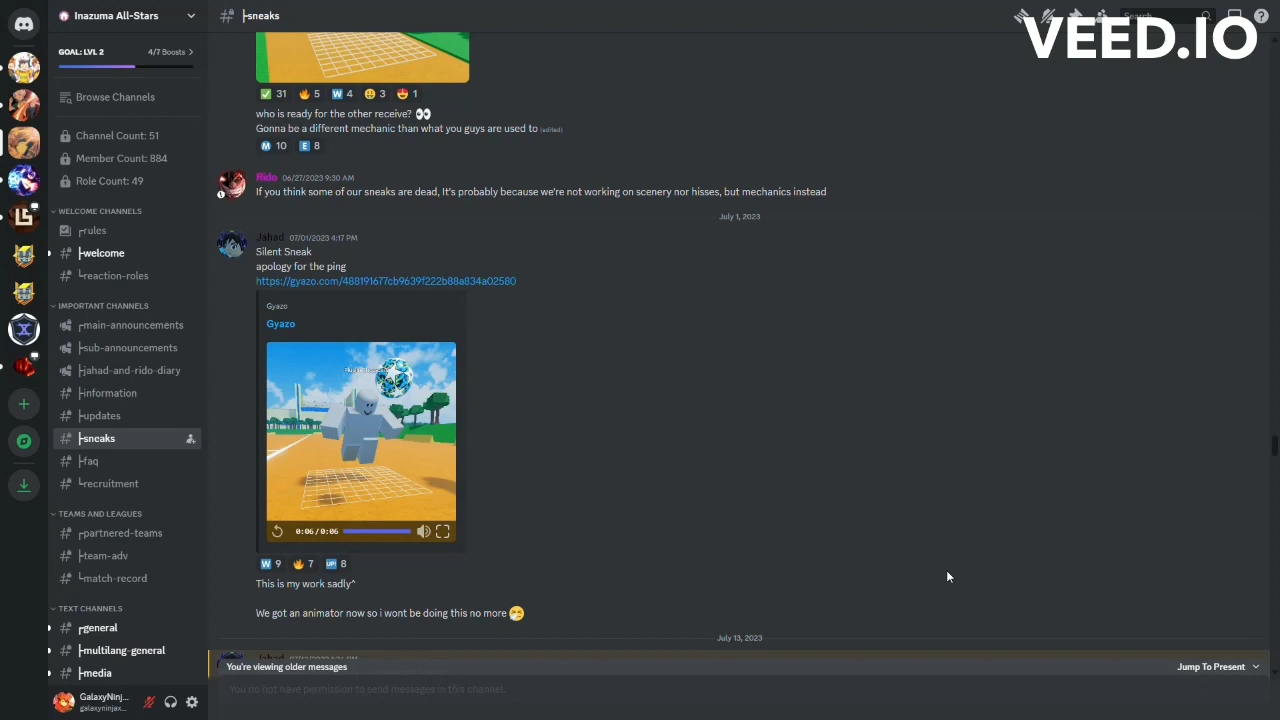 Inazuma All-Stars
├sneaks
Search
VEED.IO
GOAL: LVL 2
4/7 Boosts
Browse Channels
Channel Count: 51
Member Count: 884
Role Count: 49
WELCOME CHANNELS
┌rules
├welcome
└reaction-roles
IMPORTANT CHANNELS
┌main-announcements
├sub-announcements
├jahad-and-rido-diary
├information
├updates
├sneaks
├faq
└recruitment
TEAMS AND LEAGUES
┌partnered-teams
├team-adv
└match-record
TEXT CHANNELS
┌general
├multilang-general
├media
GalaxyNinj...
galaxyninjax...
31 5 W 4 3 1
who is ready for the other receive? 👀
Gonna be a different mechanic than what you guys are used to (edited)
M 10 E 8
Rido 06/27/2023 9:30 AM
If you think some of our sneaks are dead, It's probably because we're not working on scenery nor hisses, but mechanics instead
July 1, 2023
Jahad 07/01/2023 4:17 PM
Silent Sneak
apology for the ping
https://gyazo.com/488191677cb9639f222b88a834a02580
Gyazo
Gyazo
0:06/0:06
W 9 7 UP! 8
This is my work sadly^
We got an animator now so i wont be doing this no more
July 13, 2023
Jahad
You're viewing older messages
Jump To Present
You do not have permission to send messages in this channel.